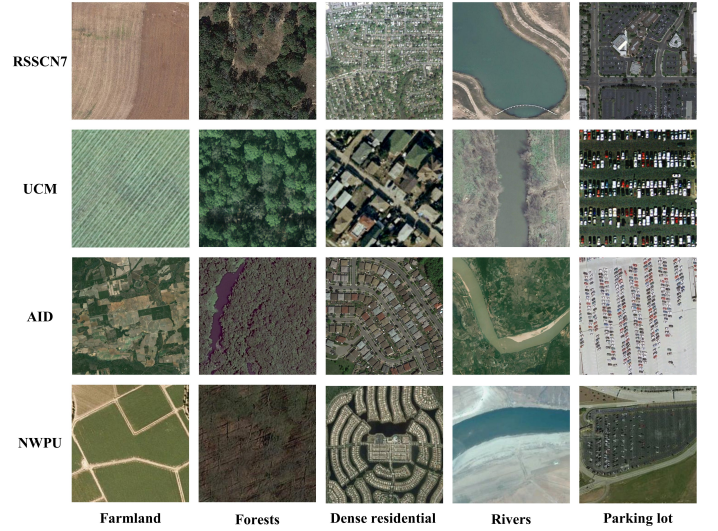 RSSCN7
UCM
AID
NWPU
Farmland Forests Dense residential Rivers Parking lot